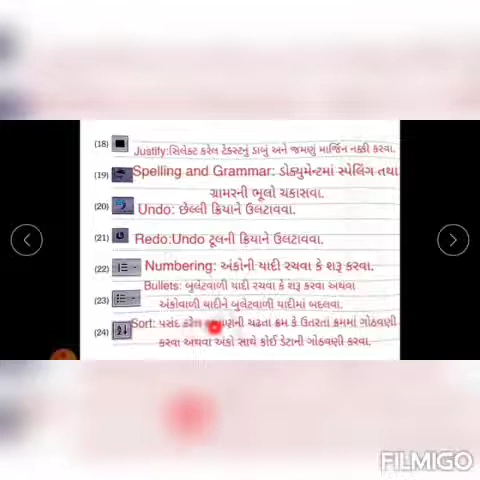 (18) Justify:સિલેક્ટ કરેલ ટેક્સ્ટનું ડાબું અને જમણું માર્જિન નક્કી કરવા.
(19) Spelling and Grammar: ડોક્યુમેન્ટમાં સ્પેલિંગ તથા
ગ્રામરની ભૂલો ચકાસવા.
(20) Undo: છેલ્લી ક્રિયાને ઉલટાવવા.
(21) Redo:Undo ટૂલની ક્રિયાને ઉલટાવવા.
(22) Numbering: અંકોની યાદી રચવા કે શરૂ કરવા.
Bullets: બુલેટવાળી યાદી રચવા કે શરૂ કરવા અથવા
(23) અંકોવાળી યાદીને બુલેટવાળી યાદીમાં બદલવા.
(24) Sort: પસંદ કરેલ ચઢતા ક્રમ કે ઉતરતા ક્રમમાં ગોઠવણી
કરવા અથવા અંકો સાથે કોઈ ડેટાની ગોઠવણી કરવા.
FILMIGO